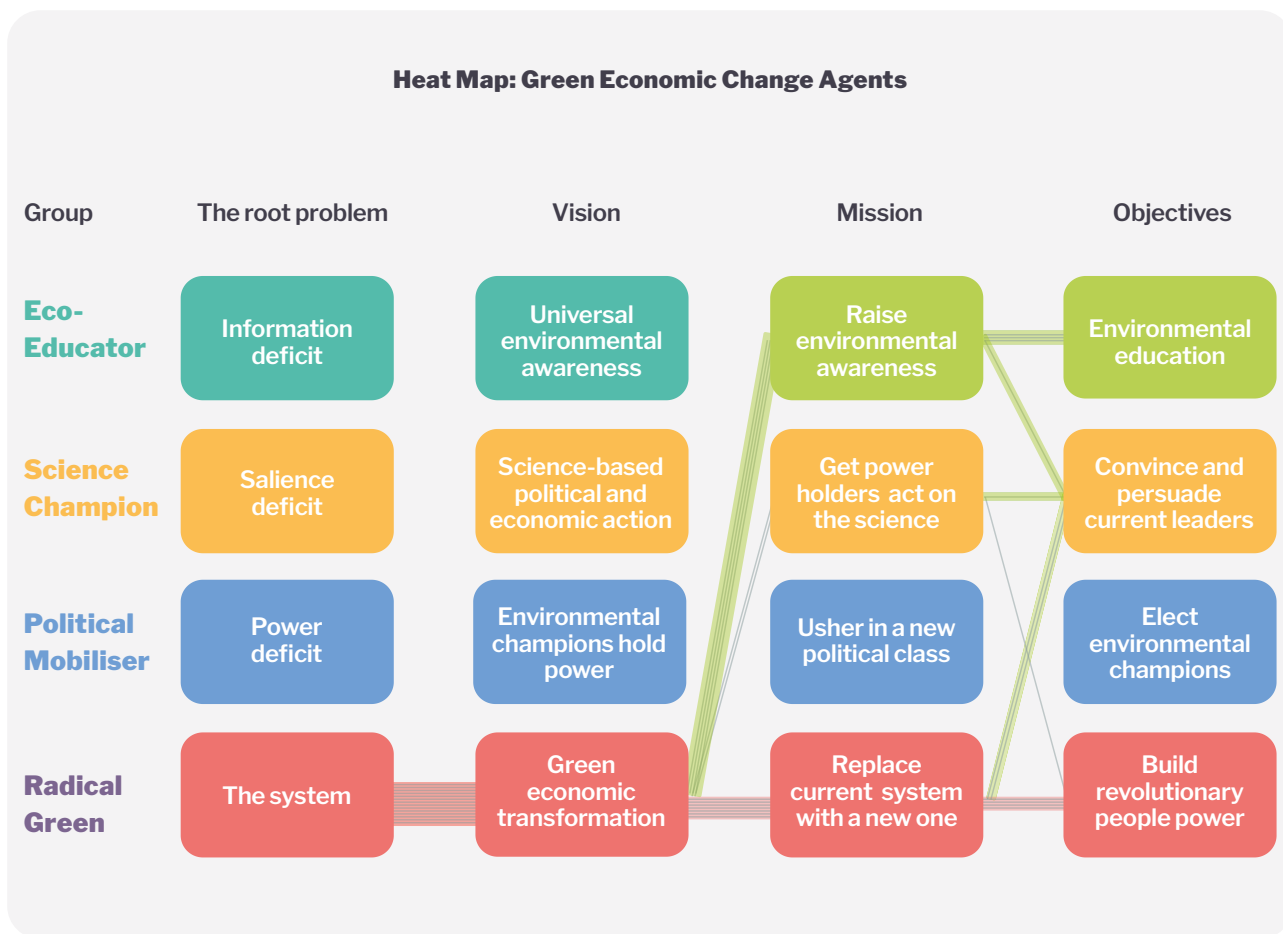 Heat Map: Green Economic Change Agents
Group
The root problem
Vision
Mission
Objectives
Eco-
Educator
Information
deficit
Universal
environmental
awareness
Raise
environmental
awareness
Environmental
education
Science
Champion
Salience
deficit
Science-based
political and
economic action
Get power
holders act on
the science
Convince and
persuade
current leaders
Political
Mobiliser
Power
deficit
Environmental
champions hold
power
Usher in a new
political class
Elect
environmental
champions
Radical
Green
The system
Green
economic
transformation
Replace
current system
with a new one
Build
revolutionary
people power